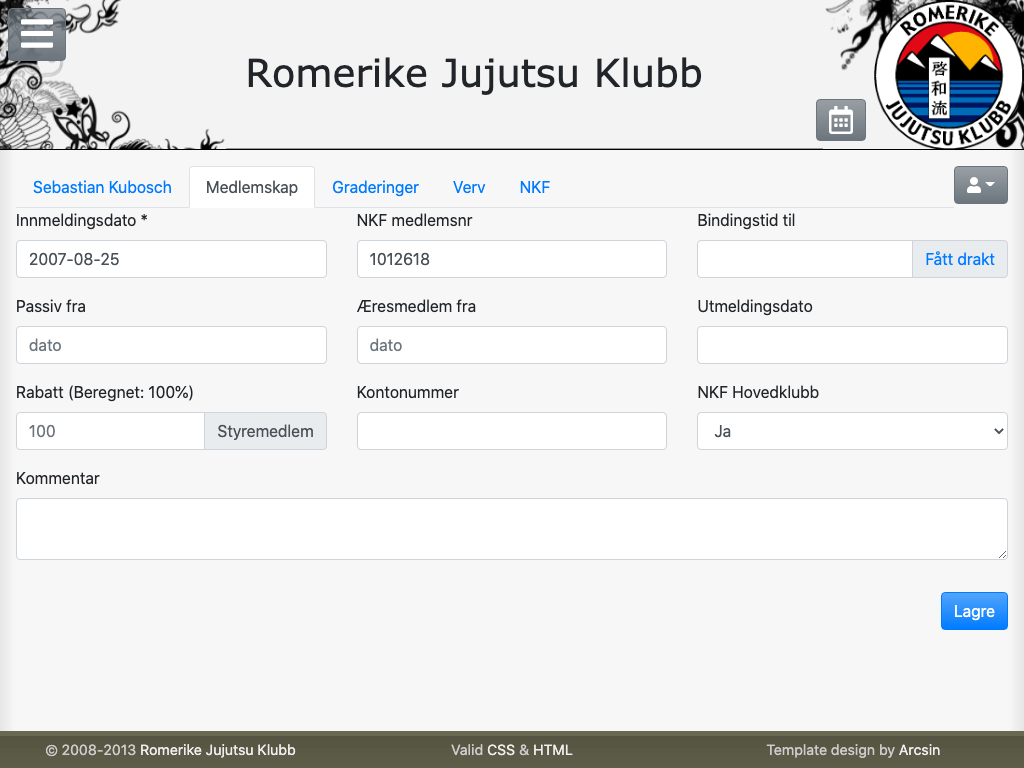 Romerike Jujutsu Klubb
ROMERIKE
啓和流
JUJUTSU KLUBB
Sebastian Kubosch Medlemskap Graderinger Verv NKF
Innmeldingsdato * NKF medlemsnr Bindingstid til
2007-08-25 1012618 Fått drakt
Passiv fra Æresmedlem fra Utmeldingsdato
dato dato
Rabatt (Beregnet: 100%) Kontonummer NKF Hovedklubb
100 Styremedlem Ja
Kommentar
Lagre
© 2008-2013 Romerike Jujutsu Klubb Valid CSS & HTML Template design by Arcsin